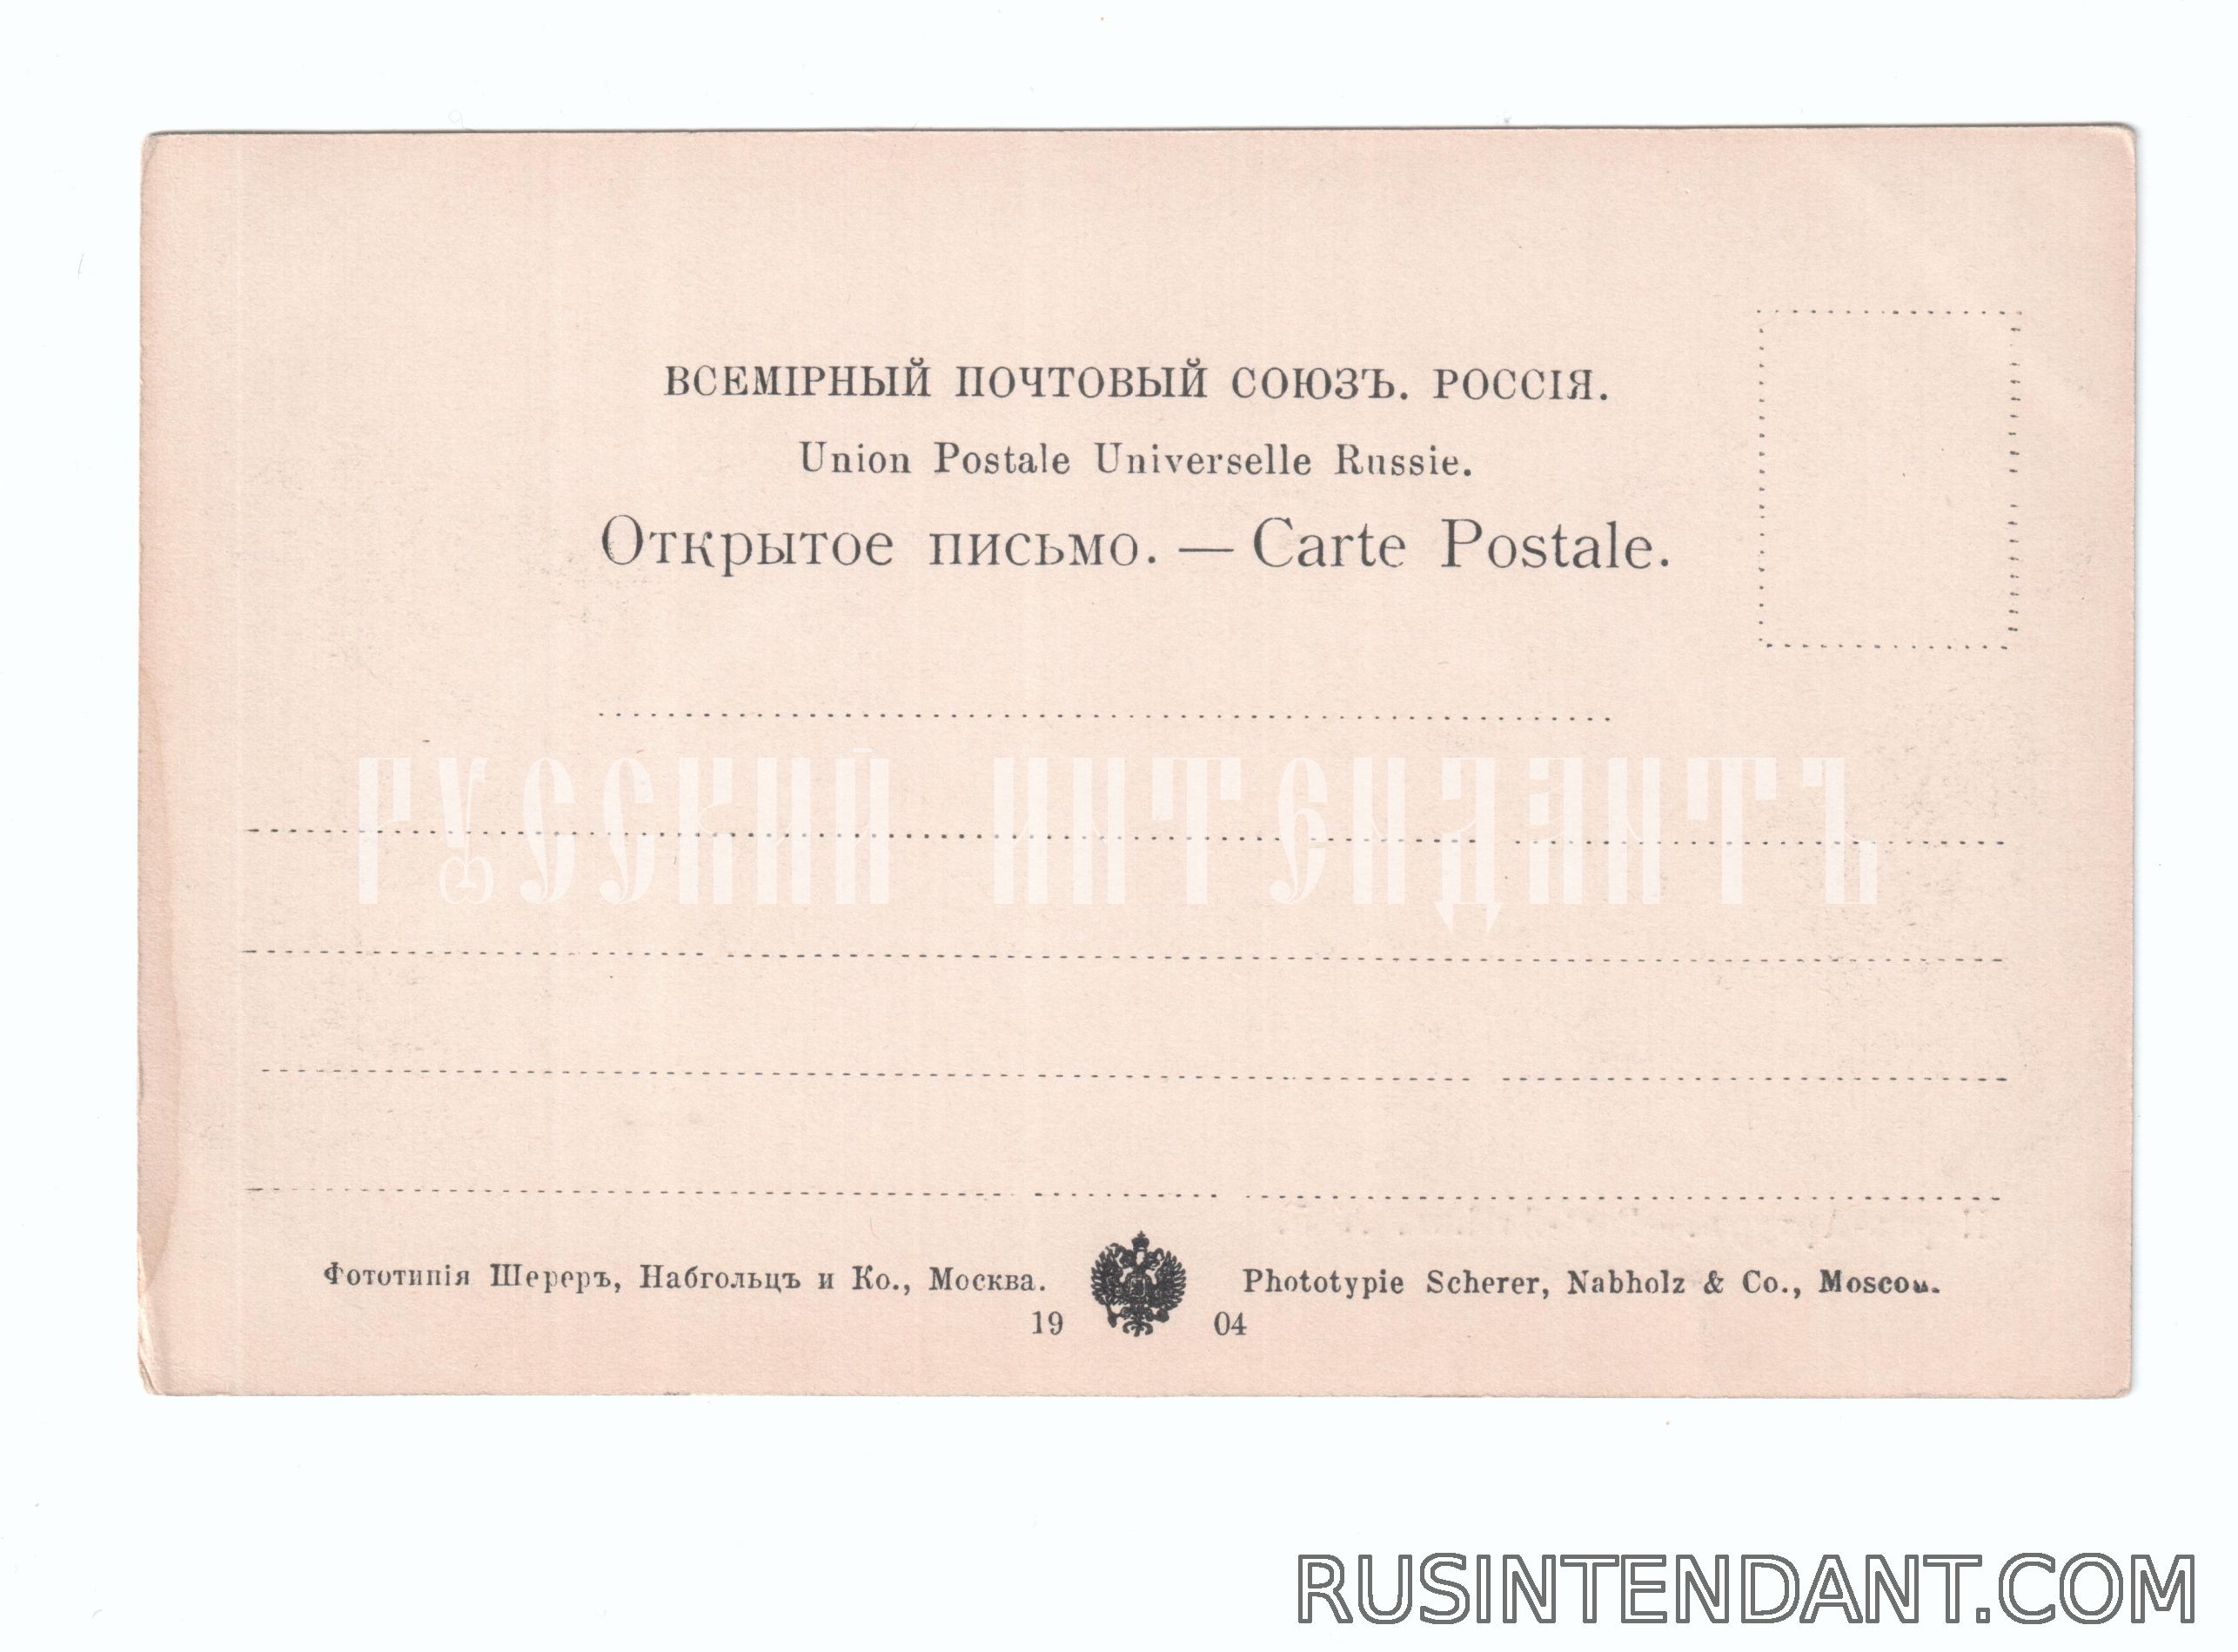 ВСЕМІРНЫЙ ПОЧТОВЫЙ СОЮЗЪ. РОССІЯ.
Union Postale Universelle Russie.
Открытое письмо. — Carte Postale.
РУССКИЙ ИНТЕНДАНТЪ
Фототипія Шереръ, Набгольцъ и Ко., Москва.
Phototypie Scherer, Nabholz & Co., Moscou.
19 04
RUSINTENDANT.COM